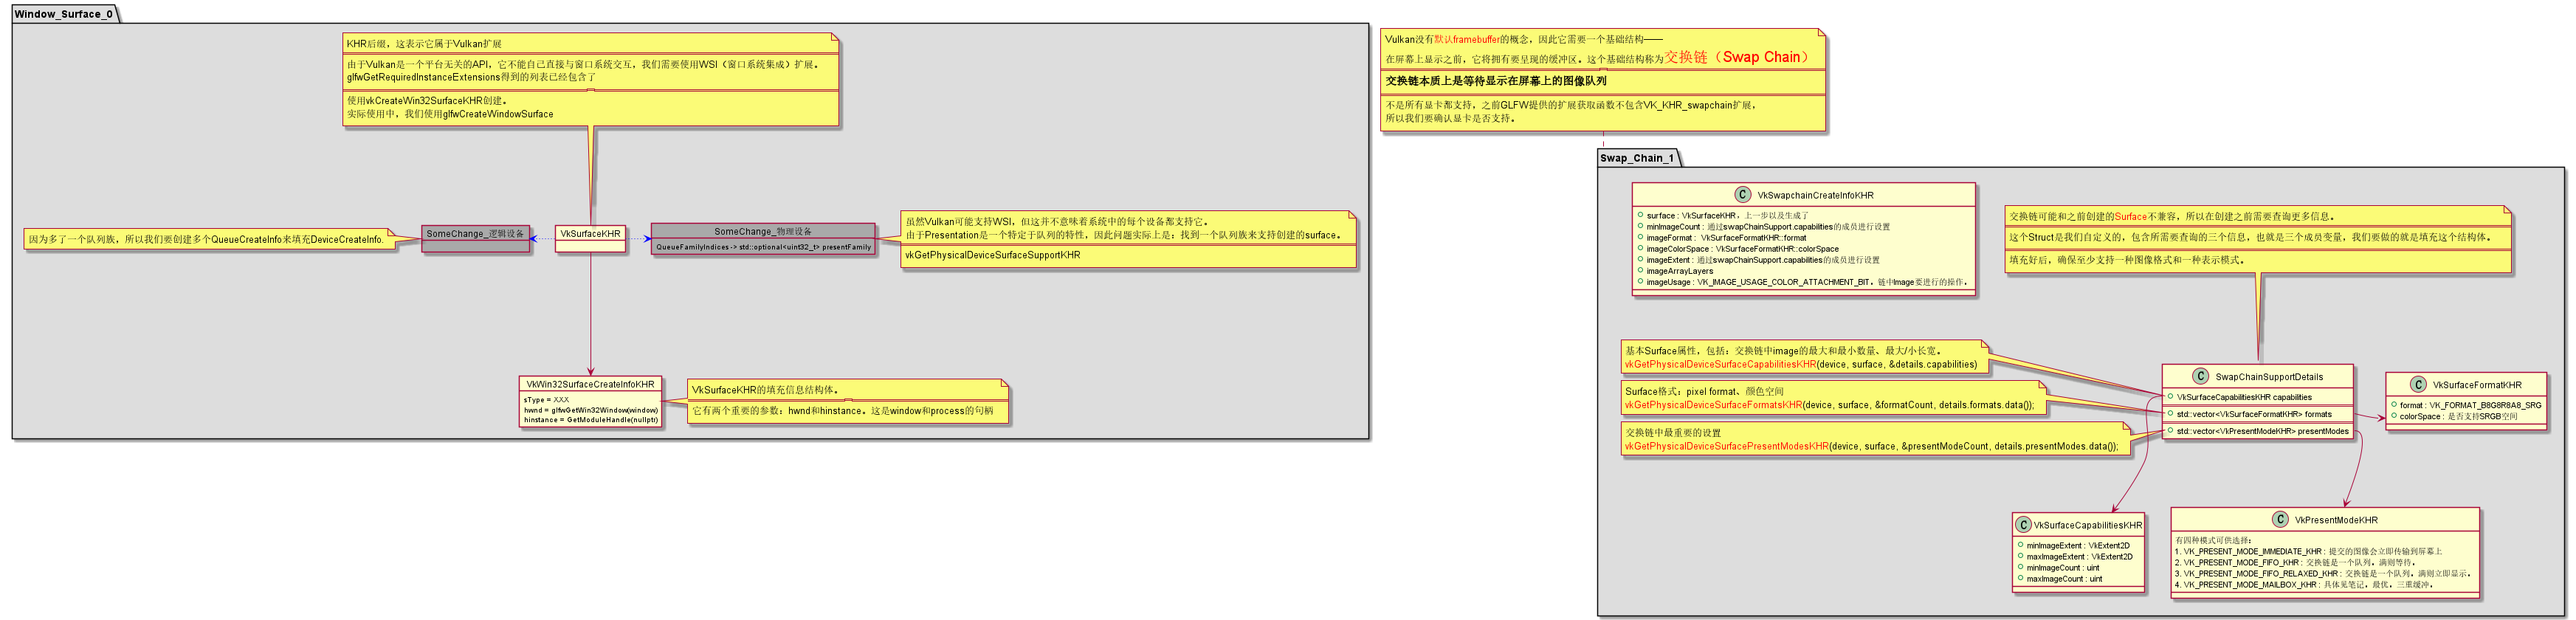 Window_Surface_0
KHR后缀，这表示它属于Vulkan扩展
由于Vulkan是一个平台无关的API，它不能自己直接与窗口系统交互，我们需要使用WSI（窗口系统集成）扩展。
glfwGetRequiredInstanceExtensions得到的列表已经包含了
使用vkCreateWin32SurfaceKHR创建。
实际使用中，我们使用glfwCreateWindowSurface
因为多了一个队列族，所以我们要创建多个QueueCreateInfo来填充DeviceCreateInfo.
SomeChange_逻辑设备
VkSurfaceKHR
SomeChange_物理设备
QueueFamilyIndices -> std::optional<uint32_t> presentFamily
虽然Vulkan可能支持WSI，但这并不意味着系统中的每个设备都支持它。
由于Presentation是一个特定于队列的特性，因此问题实际上是：找到一个队列族来支持创建的surface。
vkGetPhysicalDeviceSurfaceSupportKHR
VkWin32SurfaceCreateInfoKHR
sType = XXX
hwnd = glfwGetWin32Window(window)
hinstance = GetModuleHandle(nullptr)
VkSurfaceKHR的填充信息结构体。
它有两个重要的参数：hwnd和hinstance。这是window和process的句柄
Vulkan没有默认framebuffer的概念，因此它需要一个基础结构——
在屏幕上显示之前，它将拥有要呈现的缓冲区。这个基础结构称为交换链（Swap Chain）
交换链本质上是等待显示在屏幕上的图像队列
不是所有显卡都支持，之前GLFW提供的扩展获取函数不包含VK_KHR_swapchain扩展，
所以我们要确认显卡是否支持。
Swap_Chain_1
VkSwapchainCreateInfoKHR
surface : VkSurfaceKHR，上一步以及生成了
minImageCount : 通过swapChainSupport.capabilities的成员进行设置
imageFormat : VkSurfaceFormatKHR::format
imageColorSpace : VkSurfaceFormatKHR::colorSpace
imageExtent : 通过swapChainSupport.capabilities的成员进行设置
imageArrayLayers
imageUsage : VK_IMAGE_USAGE_COLOR_ATTACHMENT_BIT，链中Image要进行的操作，
交换链可能和之前创建的Surface不兼容，所以在创建之前需要查询更多信息。
这个Struct是我们自定义的，包含所需要查询的三个信息，也就是三个成员变量，我们要做的就是填充这个结构体。
填充好后，确保至少支持一种图像格式和一种表示模式。
基本Surface属性，包括：交换链中image的最大和最小数量、最大/小长宽。
vkGetPhysicalDeviceSurfaceCapabilitiesKHR(device, surface, &details.capabilities)
Surface格式：pixel format、颜色空间
vkGetPhysicalDeviceSurfaceFormatsKHR(device, surface, &formatCount, details.formats.data());
交换链中最重要的设置
vkGetPhysicalDeviceSurfacePresentModesKHR(device, surface, &presentModeCount, details.presentModes.data());
SwapChainSupportDetails
VkSurfaceCapabilitiesKHR capabilities
std::vector<VkSurfaceFormatKHR> formats
std::vector<VkPresentModeKHR> presentModes
VkSurfaceFormatKHR
format : VK_FORMAT_B8G8R8A8_SRG
colorSpace : 是否支持SRGB空间
VkSurfaceCapabilitiesKHR
minImageExtent : VkExtent2D
maxImageExtent : VkExtent2D
minImageCount : uint
maxImageCount : uint
VkPresentModeKHR
有四种模式可供选择：
1. VK_PRESENT_MODE_IMMEDIATE_KHR : 提交的图像会立即传输到屏幕上
2. VK_PRESENT_MODE_FIFO_KHR : 交换链是一个队列，满则等待，
3. VK_PRESENT_MODE_FIFO_RELAXED_KHR : 交换链是一个队列，满则立即显示，
4. VK_PRESENT_MODE_MAILBOX_KHR : 具体见笔记，最优，三重缓冲，